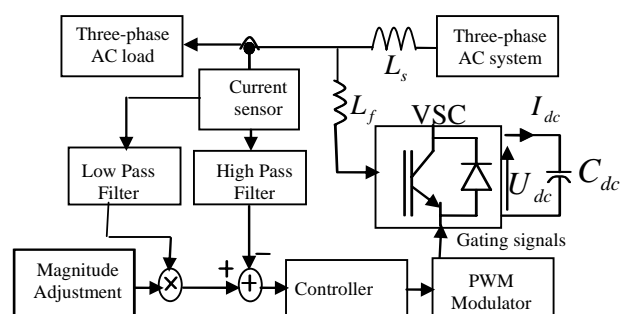 Three-phase
AC load
Three-phase
AC system
L_s
Current
sensor
L_f
VSC
I_dc
Low Pass
Filter
High Pass
Filter
U_dc
C_dc
Gating signals
Magnitude
Adjustment
×
+
−
+
Controller
PWM
Modulator